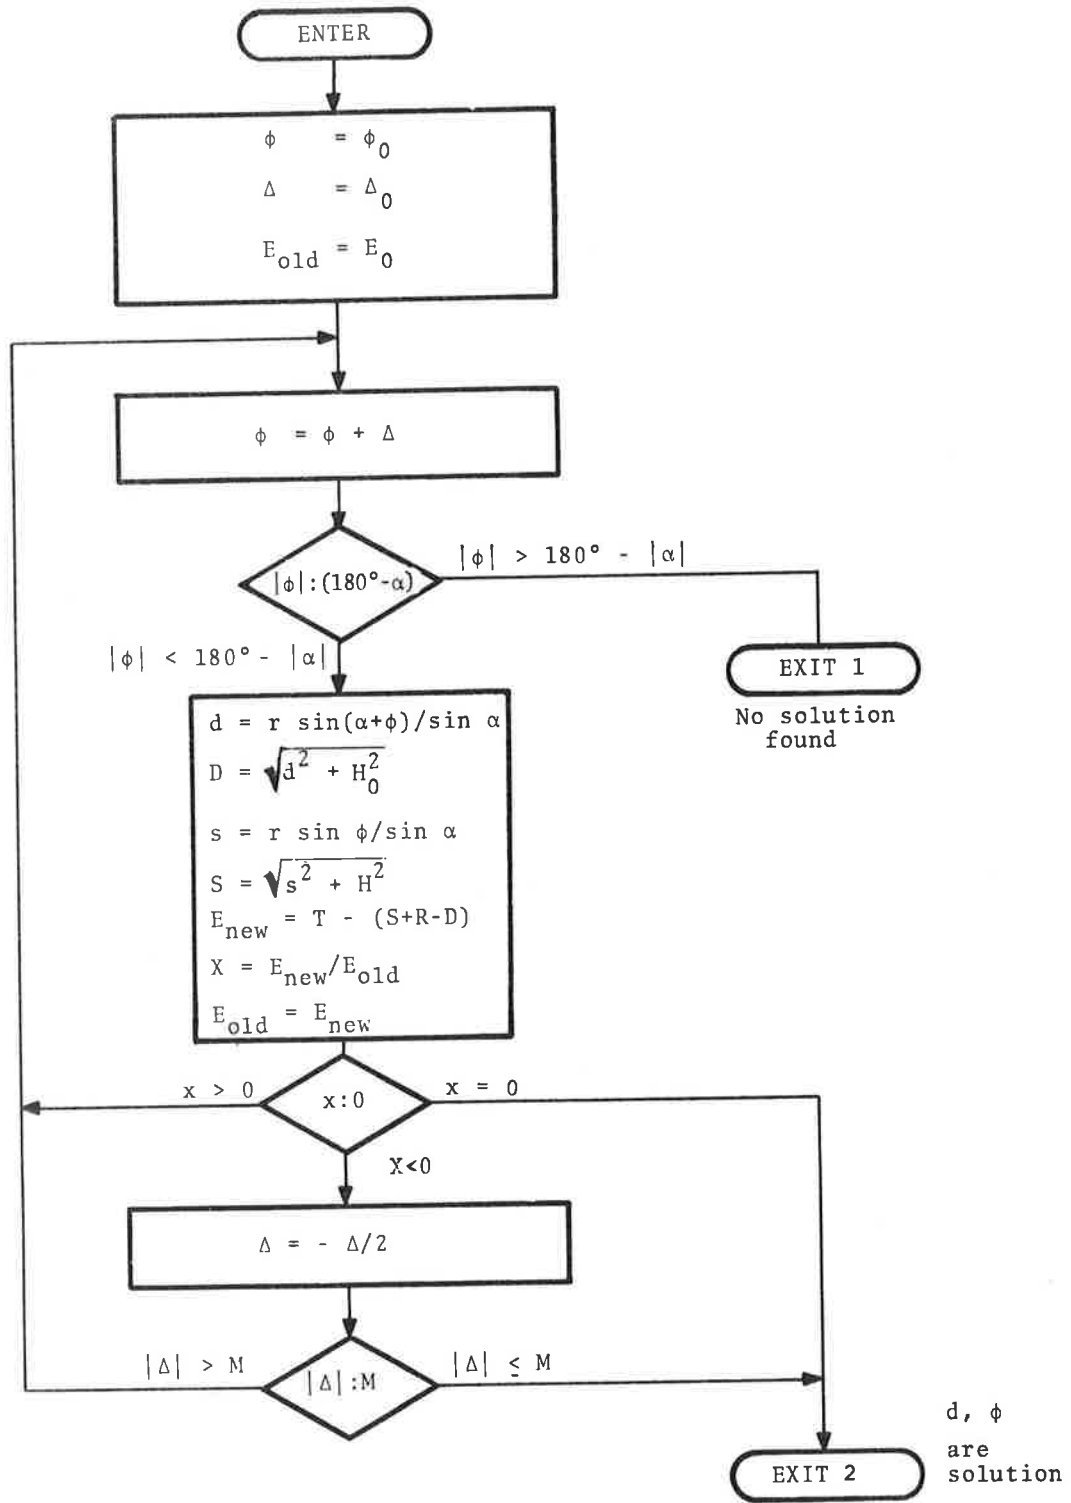 ENTER
ϕ = ϕ0
Δ = Δ0
Eold = E0
ϕ = ϕ + Δ
|ϕ| > 180° - |α|
|ϕ|:(180°-α)
|ϕ| < 180° - |α|
EXIT 1
No solution
found
d = r sin(α+ϕ)/sin α
D = √d² + H0²
s = r sin ϕ/sin α
S = √s² + H²
Enew = T - (S+R-D)
X = Enew/Eold
Eold = Enew
x > 0
x:0
x = 0
X<0
Δ = - Δ/2
|Δ| > M
|Δ|:M
|Δ| ≤ M
d, ϕ
are
solution
EXIT 2